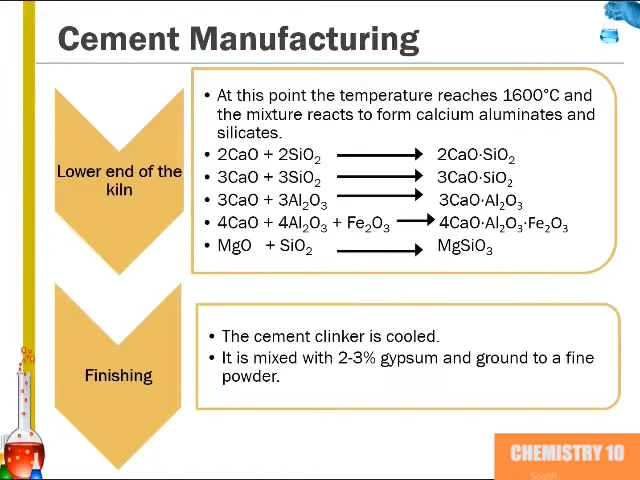 Cement Manufacturing
Lower end of the
kiln
• At this point the temperature reaches 1600°C and
the mixture reacts to form calcium aluminates and
silicates.
• 2CaO + 2SiO₂ ⟶ 2CaO·SiO₂
• 3CaO + 3SiO₂ ⟶ 3CaO·SiO₂
• 3CaO + 3Al₂O₃ ⟶ 3CaO·Al₂O₃
• 4CaO + 4Al₂O₃ + Fe₂O₃ ⟶ 4CaO·Al₂O₃·Fe₂O₃
• MgO + SiO₂ ⟶ MgSiO₃
Finishing
• The cement clinker is cooled.
• It is mixed with 2-3% gypsum and ground to a fine
powder.
CHEMISTRY 10